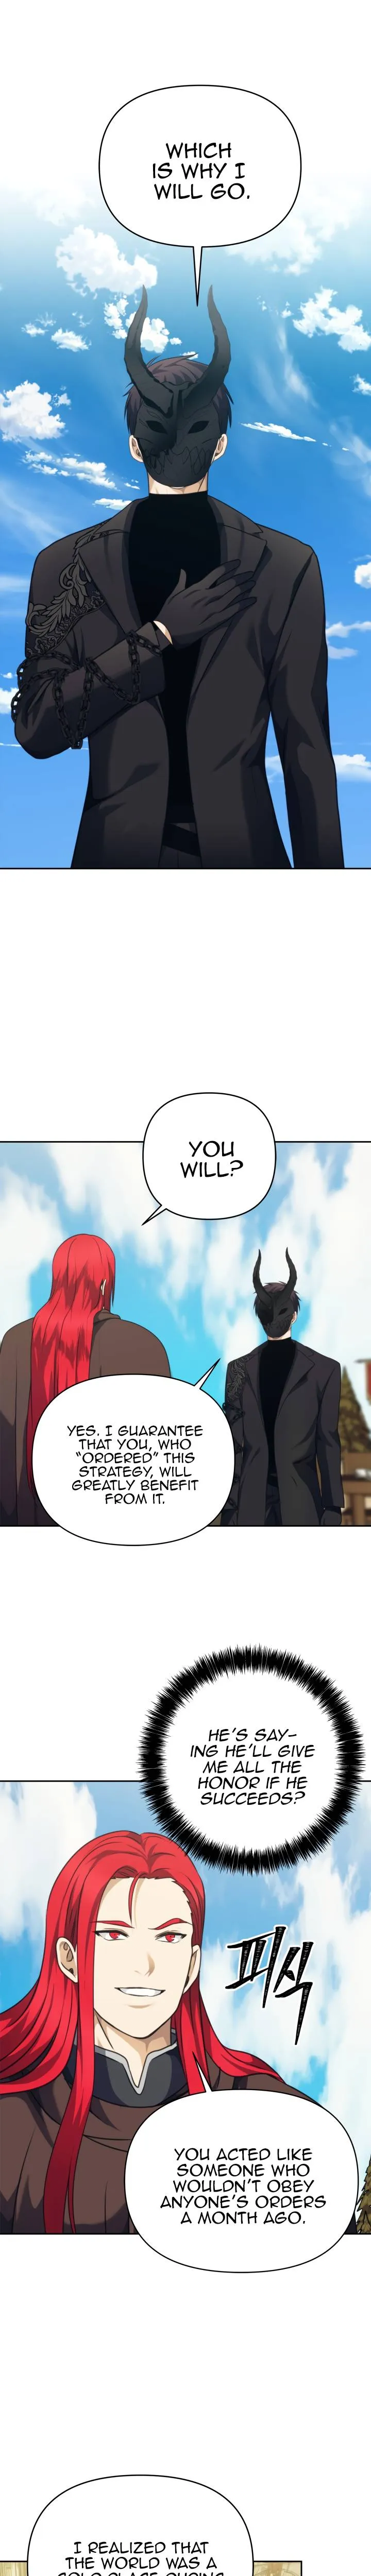 WHICH
IS WHY I
WILL GO.
YOU
WILL?
YES. I GUARANTEE
THAT YOU, WHO
"ORDERED" THIS
STRATEGY, WILL
GREATLY BENEFIT
FROM IT.
HE'S SAY-
ING HE'LL GIVE
ME ALL THE
HONOR IF HE
SUCCEEDS?
피식
YOU ACTED LIKE
SOMEONE WHO
WOULDN'T OBEY
ANYONE'S ORDERS
A MONTH AGO.
I REALIZED THAT
THE WORLD WAS A